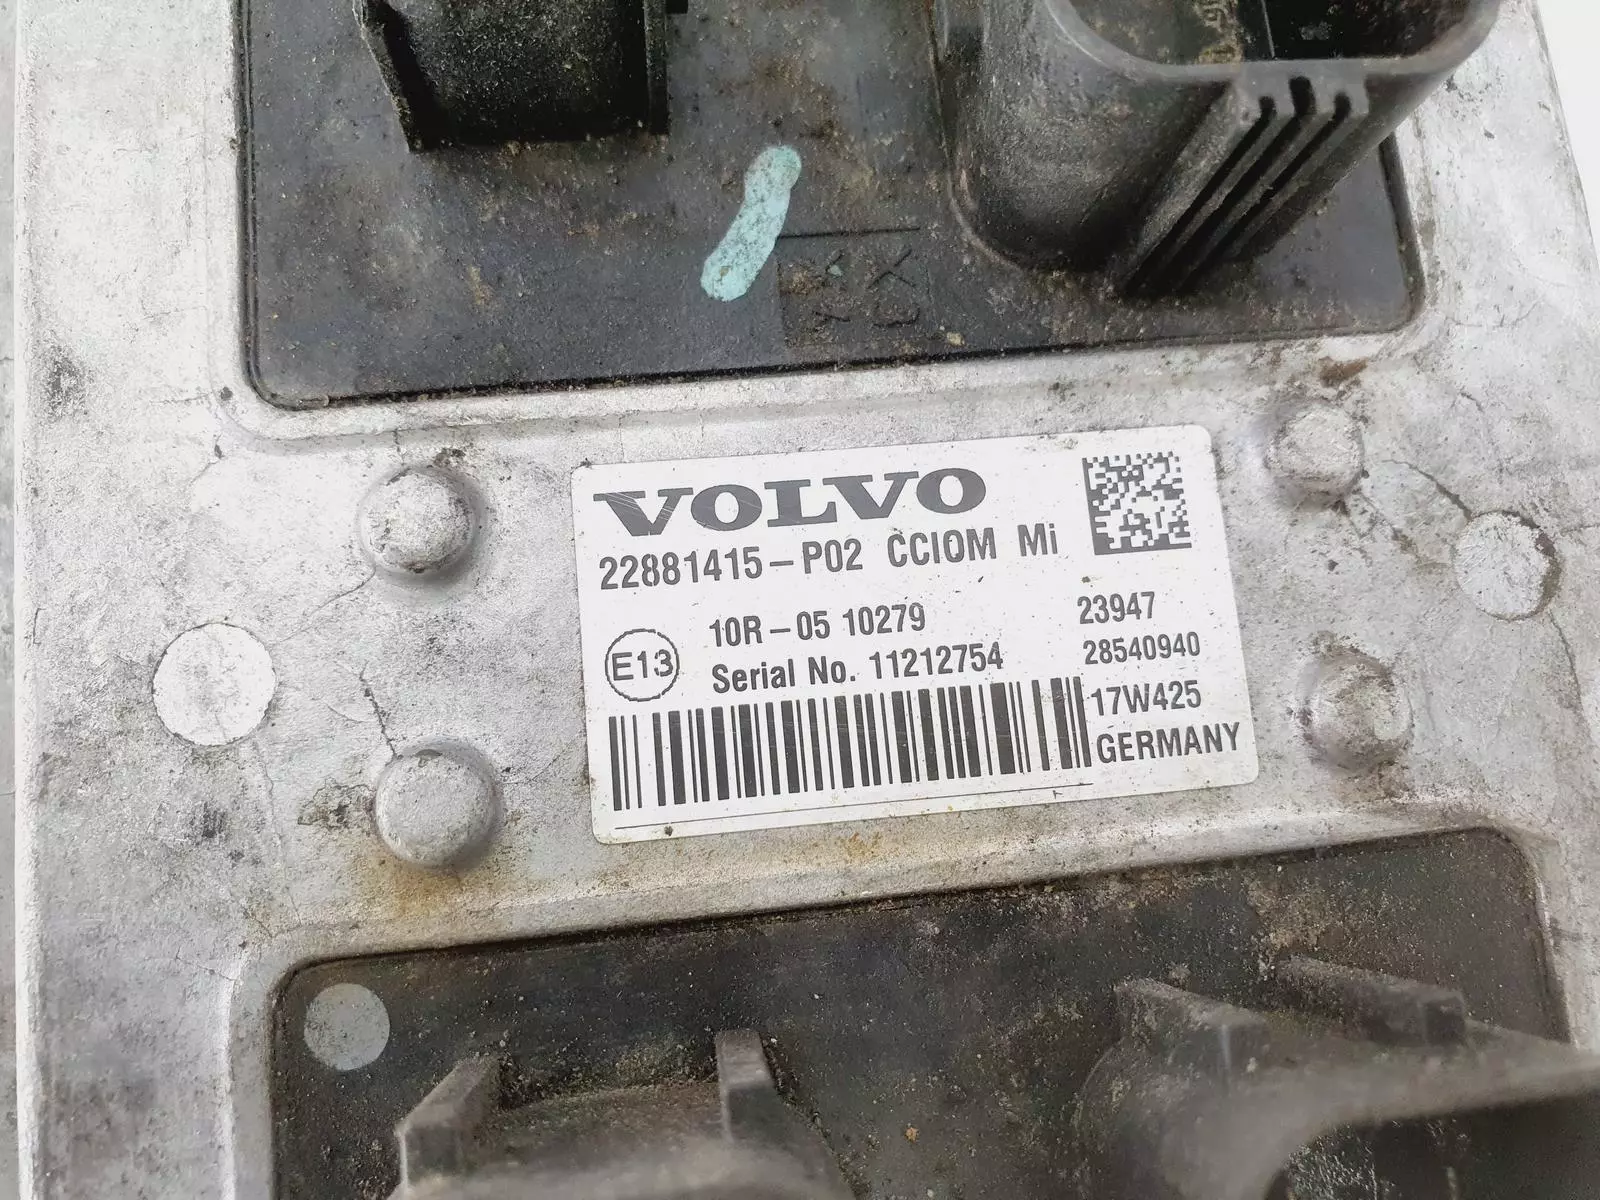 VOLVO
22881415-P02 CCIOM Mi
10R-05 10279
23947
E13
Serial No. 11212754
28540940
17W425
GERMANY